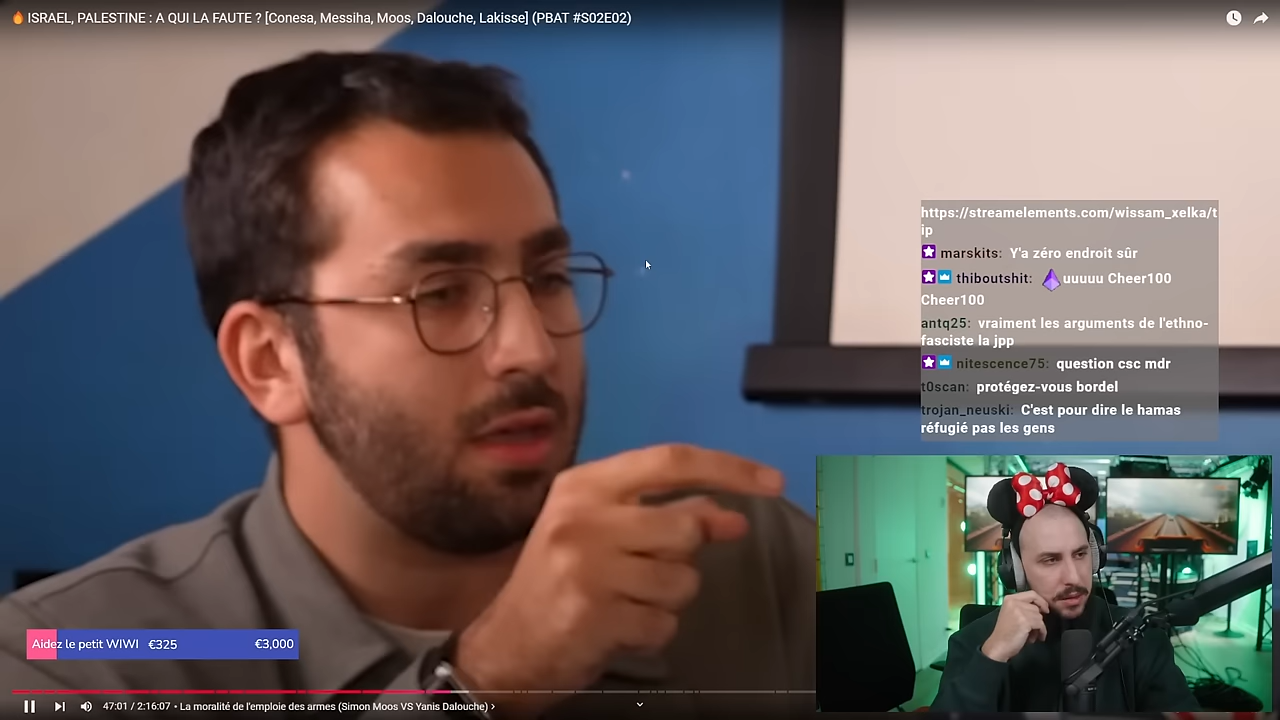 🔥 ISRAEL, PALESTINE : A QUI LA FAUTE ? [Conesa, Messiha, Moos, Dalouche, Lakisse] (PBAT #S02E02)
https://streamelements.com/wissam_xelka/t
ip
marskits: Y'a zéro endroit sûr
thiboutshit: uuuuu Cheer100
Cheer100
antq25: vraiment les arguments de l'ethno-
fasciste la jpp
nitescence75: question csc mdr
t0scan: protégez-vous bordel
trojan_neuski: C'est pour dire le hamas
réfugié pas les gens
Aidez le petit WIWI €325 €3,000
47:01 / 2:16:07 • La moralité de l'emploie des armes (Simon Moos VS Yanis Dalouche) ›